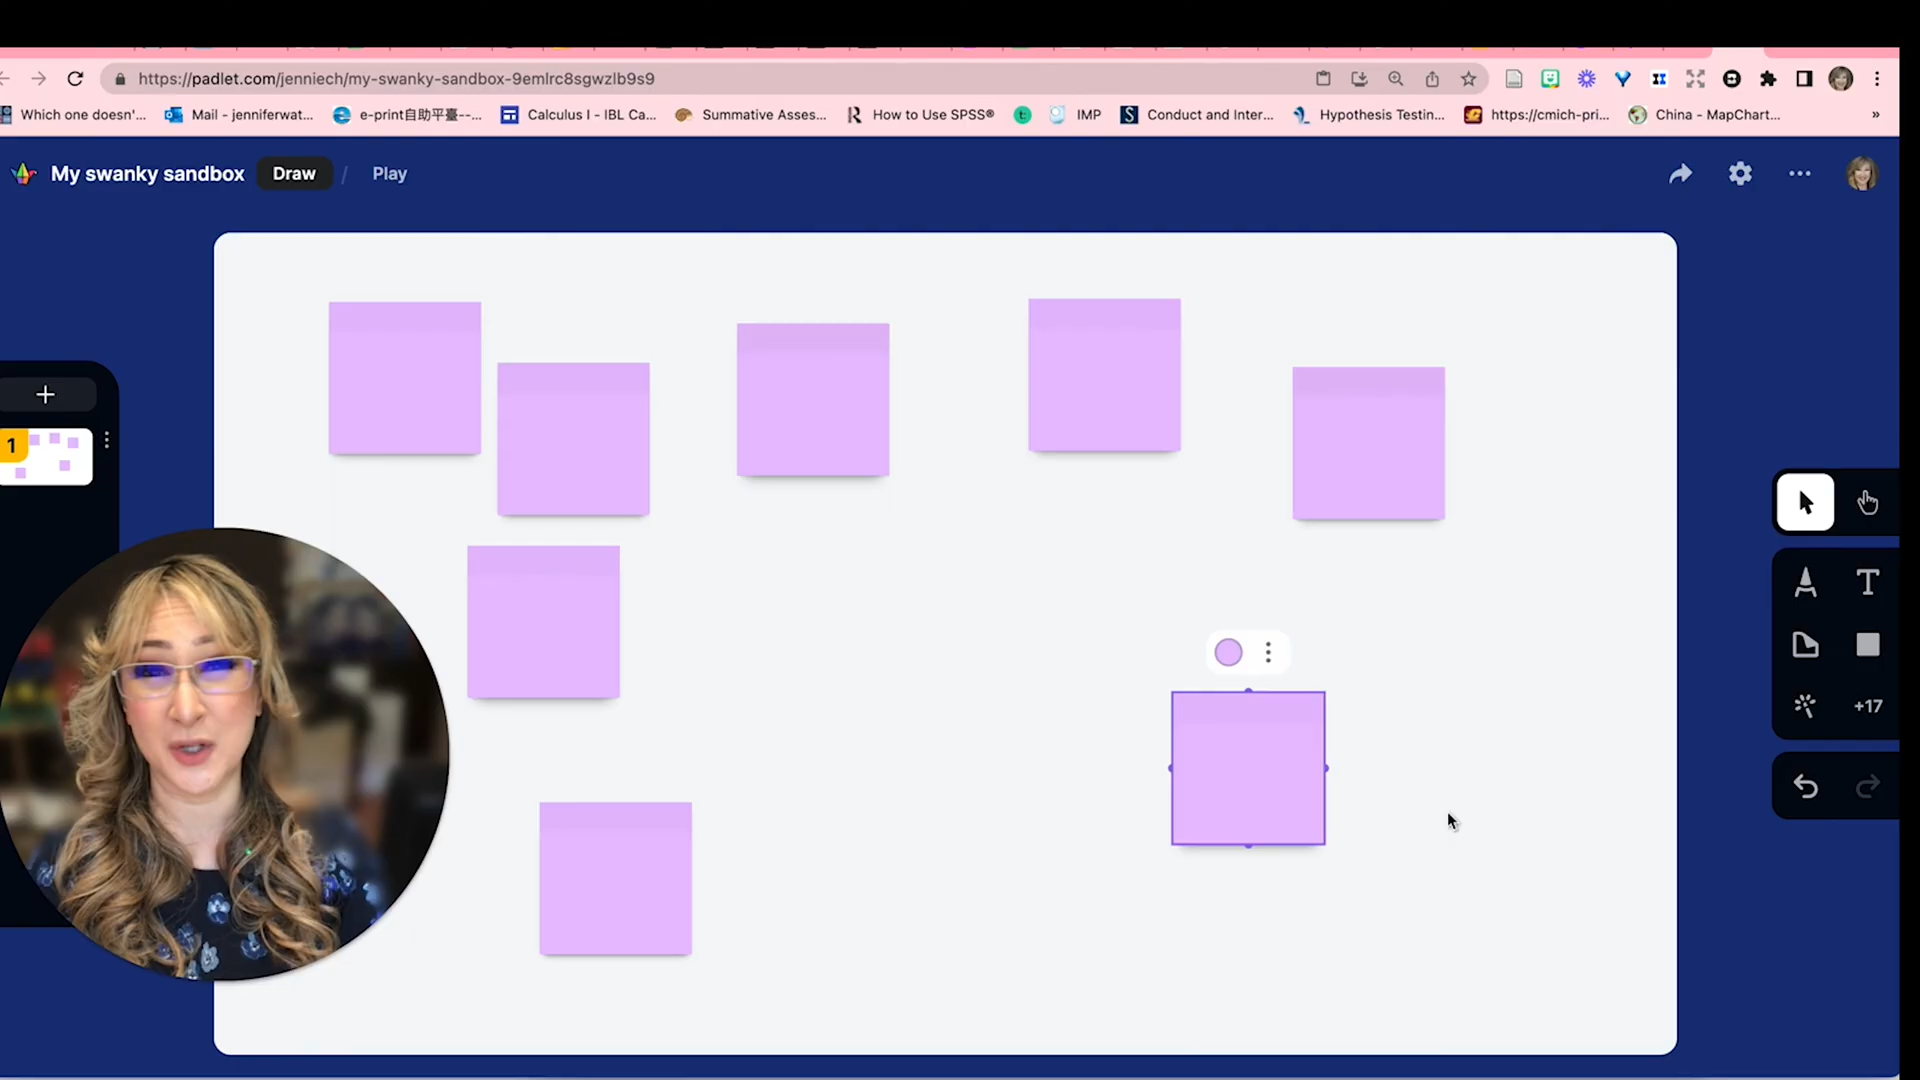 https://padlet.com/jenniech/my-swanky-sandbox-9emlrc8sgwzlb9s9
Which one doesn'... Mail - jenniferwat... e-print自助平臺--... Calculus I - IBL Ca... Summative Asses... How to Use SPSS® IMP Conduct and Inter... Hypothesis Testin... https://cmich-pri... China - MapChart... »
My swanky sandbox Draw / Play
1
T
+17